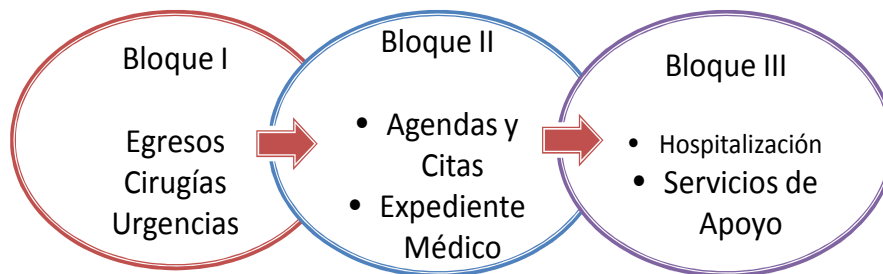 Bloque I
Egresos
Cirugías
Urgencias
Bloque II
• Agendas y
Citas
• Expediente
Médico
Bloque III
• Hospitalización
• Servicios de
Apoyo